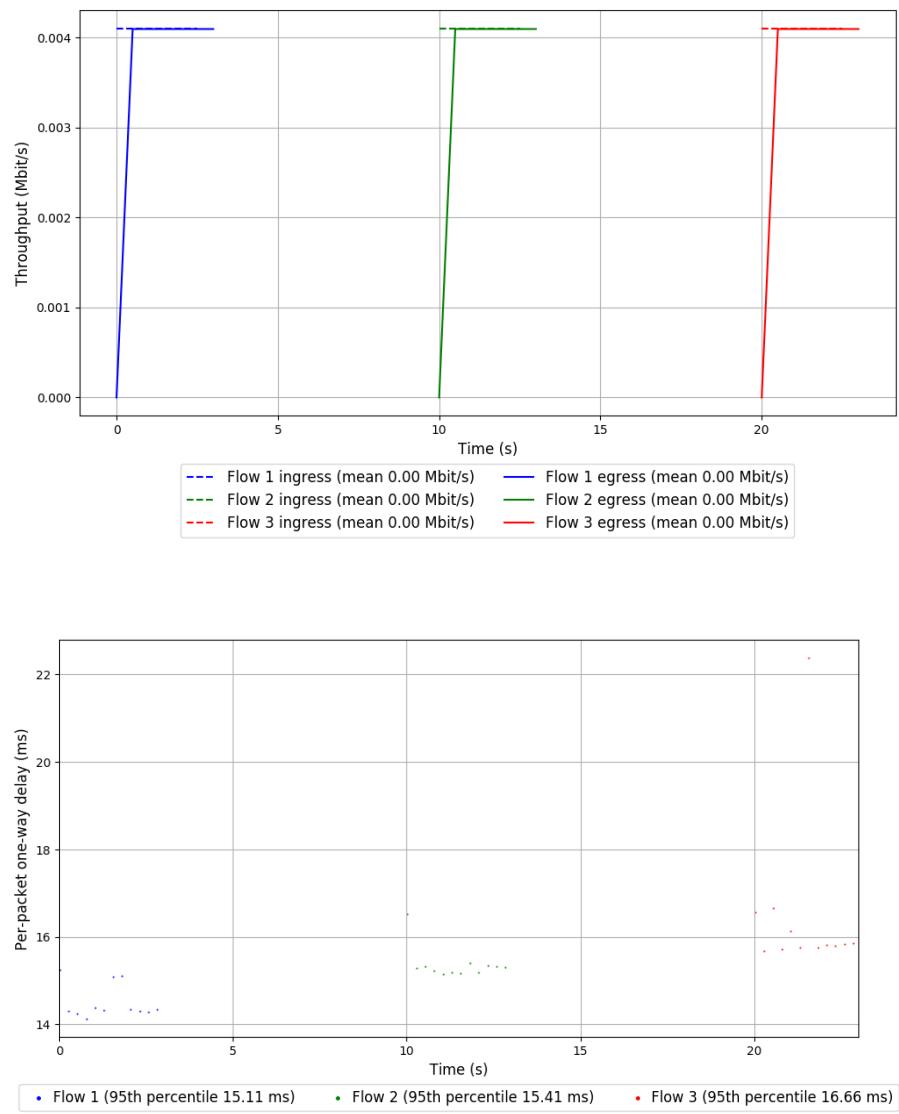 0.004
0.003
0.002
0.001
0.000
Throughput (Mbit/s)
0 5 10 15 20
Time (s)
Flow 1 ingress (mean 0.00 Mbit/s) Flow 1 egress (mean 0.00 Mbit/s)
Flow 2 ingress (mean 0.00 Mbit/s) Flow 2 egress (mean 0.00 Mbit/s)
Flow 3 ingress (mean 0.00 Mbit/s) Flow 3 egress (mean 0.00 Mbit/s)
22
20
18
16
14
Per-packet one-way delay (ms)
0 5 10 15 20
Time (s)
Flow 1 (95th percentile 15.11 ms) Flow 2 (95th percentile 15.41 ms) Flow 3 (95th percentile 16.66 ms)